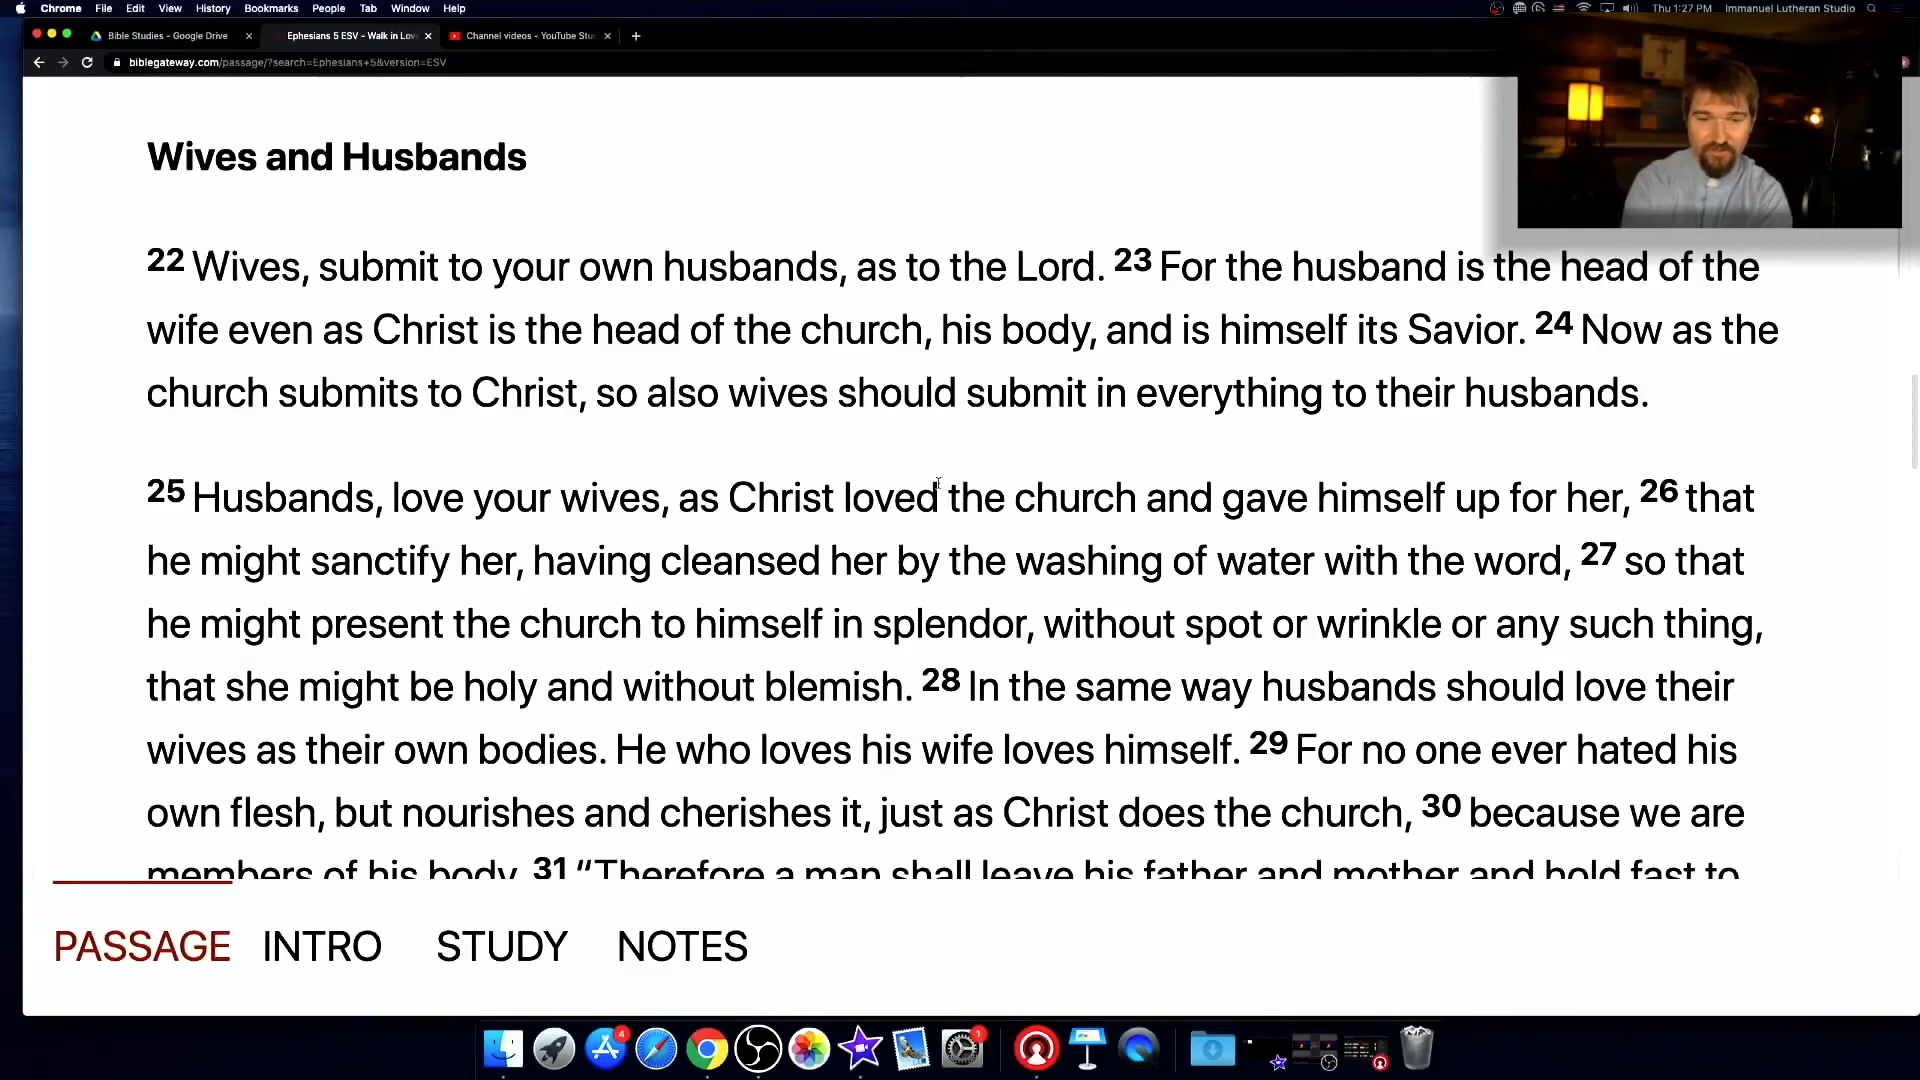 Chrome File Edit View History Bookmarks People Tab Window Help Thu 1:27 PM Immanuel Lutheran Studio
Bible Studies - Google Drive Ephesians 5 ESV - Walk in Lov Channel videos - YouTube Stu
biblegateway.com/passage/?search=Ephesians+5&version=ESV
Wives and Husbands
22 Wives, submit to your own husbands, as to the Lord. 23 For the husband is the head of the
wife even as Christ is the head of the church, his body, and is himself its Savior. 24 Now as the
church submits to Christ, so also wives should submit in everything to their husbands.
25 Husbands, love your wives, as Christ loved the church and gave himself up for her, 26 that
he might sanctify her, having cleansed her by the washing of water with the word, 27 so that
he might present the church to himself in splendor, without spot or wrinkle or any such thing,
that she might be holy and without blemish. 28 In the same way husbands should love their
wives as their own bodies. He who loves his wife loves himself. 29 For no one ever hated his
own flesh, but nourishes and cherishes it, just as Christ does the church, 30 because we are
members of his body. 31 “Therefore a man shall leave his father and mother and hold fast to
PASSAGE INTRO STUDY NOTES
4 1